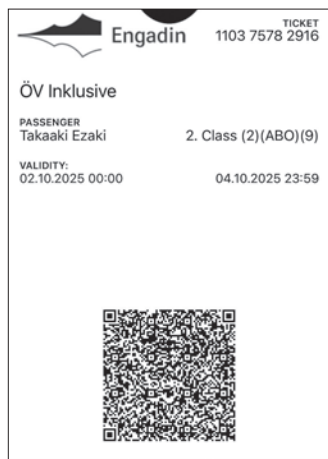 TICKET
Engadin 1103 7578 2916
ÖV Inklusive
PASSENGER
Takaaki Ezaki 2. Class (2)(ABO)(9)
VALIDITY:
02.10.2025 00:00 04.10.2025 23:59